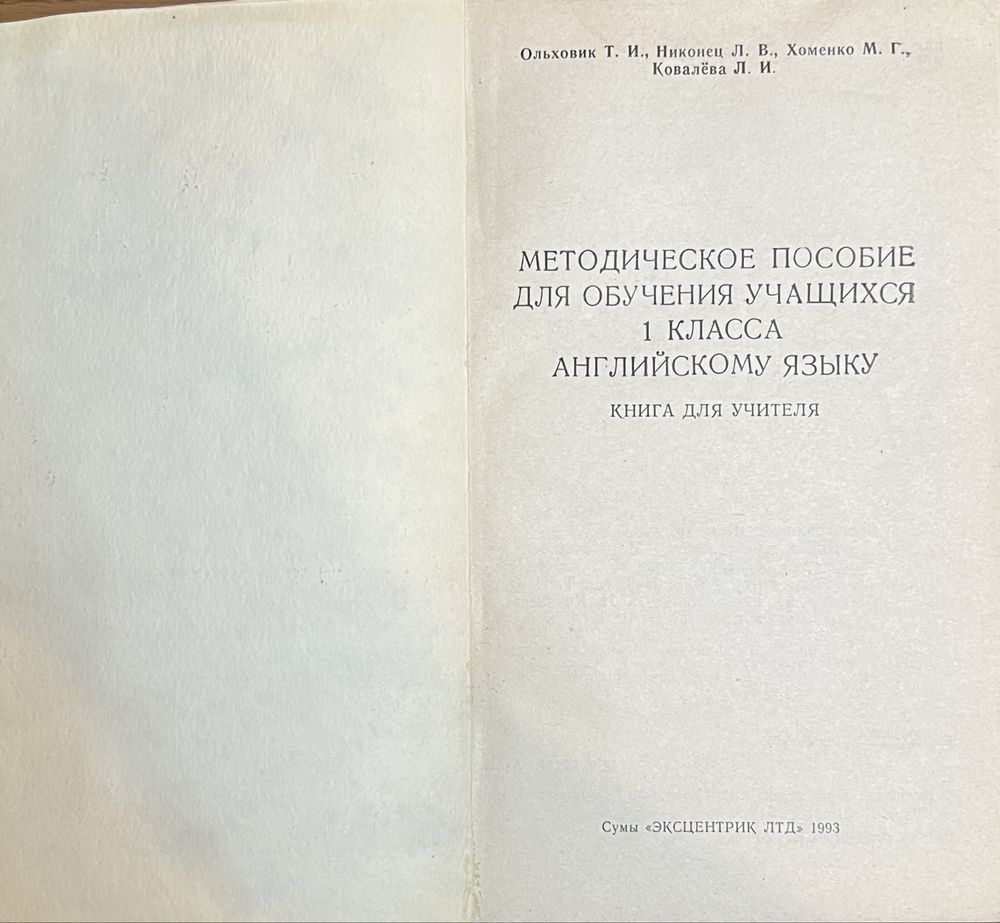 Ольховик Т. И., Никонец Л. В., Хоменко М. Г.,
Ковалёва Л. И.
МЕТОДИЧЕСКОЕ ПОСОБИЕ
ДЛЯ ОБУЧЕНИЯ УЧАЩИХСЯ
1 КЛАССА
АНГЛИЙСКОМУ ЯЗЫКУ
КНИГА ДЛЯ УЧИТЕЛЯ
Сумы «ЭКСЦЕНТРИК ЛТД» 1993